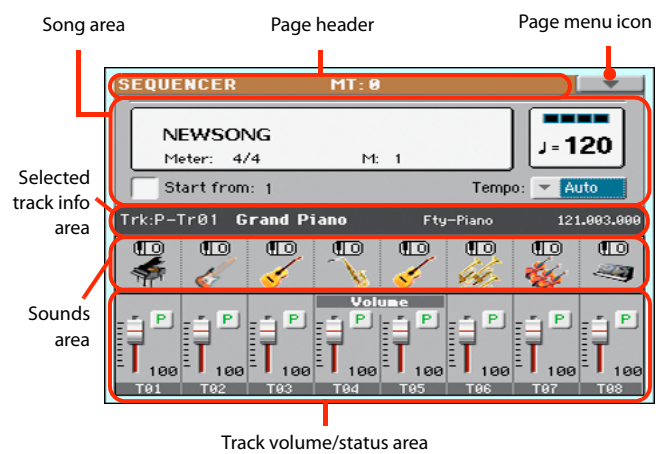 Song area
Page header
Page menu icon
SEQUENCER MT: 0
NEWSONG
Meter: 4/4 M: 1
♩ = 120
Start from: 1 Tempo: Auto
Selected track info area
Trk:P-Tr01 Grand Piano Fty-Piano 121.003.000
Sounds area
Volume
P P P P P P P P
100 100 100 100 100 100 100 100
T01 T02 T03 T04 T05 T06 T07 T08
Track volume/status area